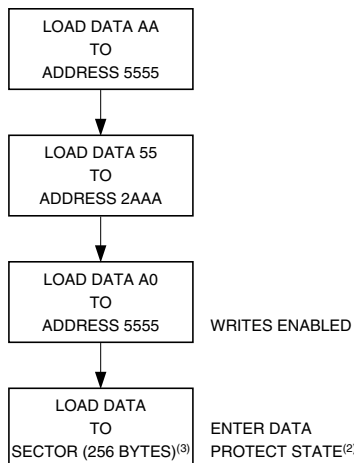 LOAD DATA AA
TO
ADDRESS 5555
LOAD DATA 55
TO
ADDRESS 2AAA
LOAD DATA A0
TO
ADDRESS 5555 WRITES ENABLED
LOAD DATA
TO ENTER DATA
SECTOR (256 BYTES)(3) PROTECT STATE(2)